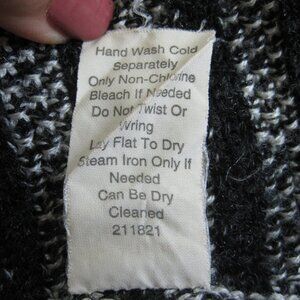 Hand Wash Cold
Separately
Only Non-Chlorine
Bleach If Needed
Do Not Twist Or
Wring
Lay Flat To Dry
Steam Iron Only If
Needed
Can Be Dry
Cleaned
211821